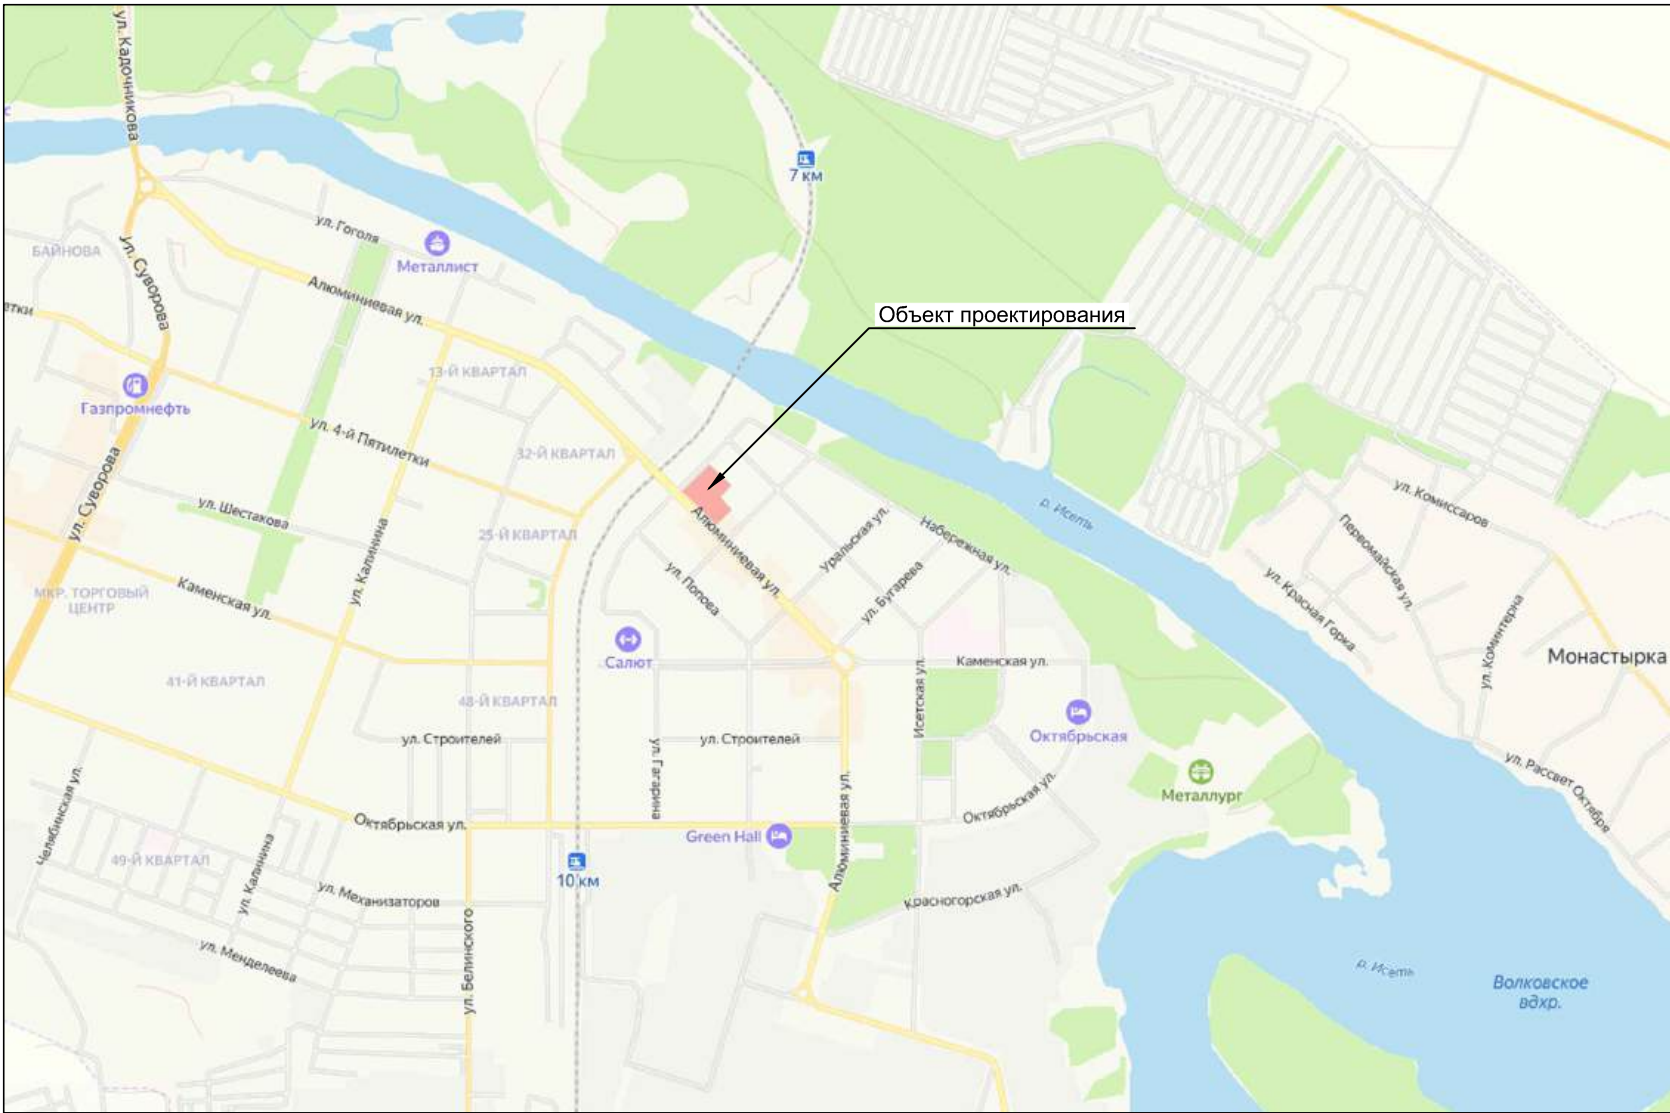 ул. Кадочникова
7 км
ул. Гоголя
БАЙНОВА
ул. Суворова
Металлист
Алюминиевая ул.
етки
Объект проектирования
13-Й КВАРТАЛ
Газпромнефть
ул. 4-й Пятилетки
32-Й КВАРТАЛ
ул. Суворова
ул. Шестакова
25-Й КВАРТАЛ
ул. Калинина
Алюминиевая ул.
Уральская ул.
Набережная ул.
р. Исеть
ул. Комиссаров
Первомайская ул.
ул. Попова
ул. Бугарева
ул. Красная Горка
МКР. ТОРГОВЫЙ
ЦЕНТР
Каменская ул.
ул. Коминтерна
Салют
Каменская ул.
Монастырка
41-Й КВАРТАЛ
48-Й КВАРТАЛ
Исетская ул.
ул. Строителей
ул. Строителей
Октябрьская
ул. Гагарина
ул. Рассвет Октября
Челябинская ул.
Октябрьская ул.
Металлург
Октябрьская ул.
Green Hall
Алюминиевая ул.
49-Й КВАРТАЛ
ул. Калинина
10 км
ул. Механизаторов
Красногорская ул.
ул. Менделеева
ул. Белинского
р. Исеть
Волковское
вдхр.